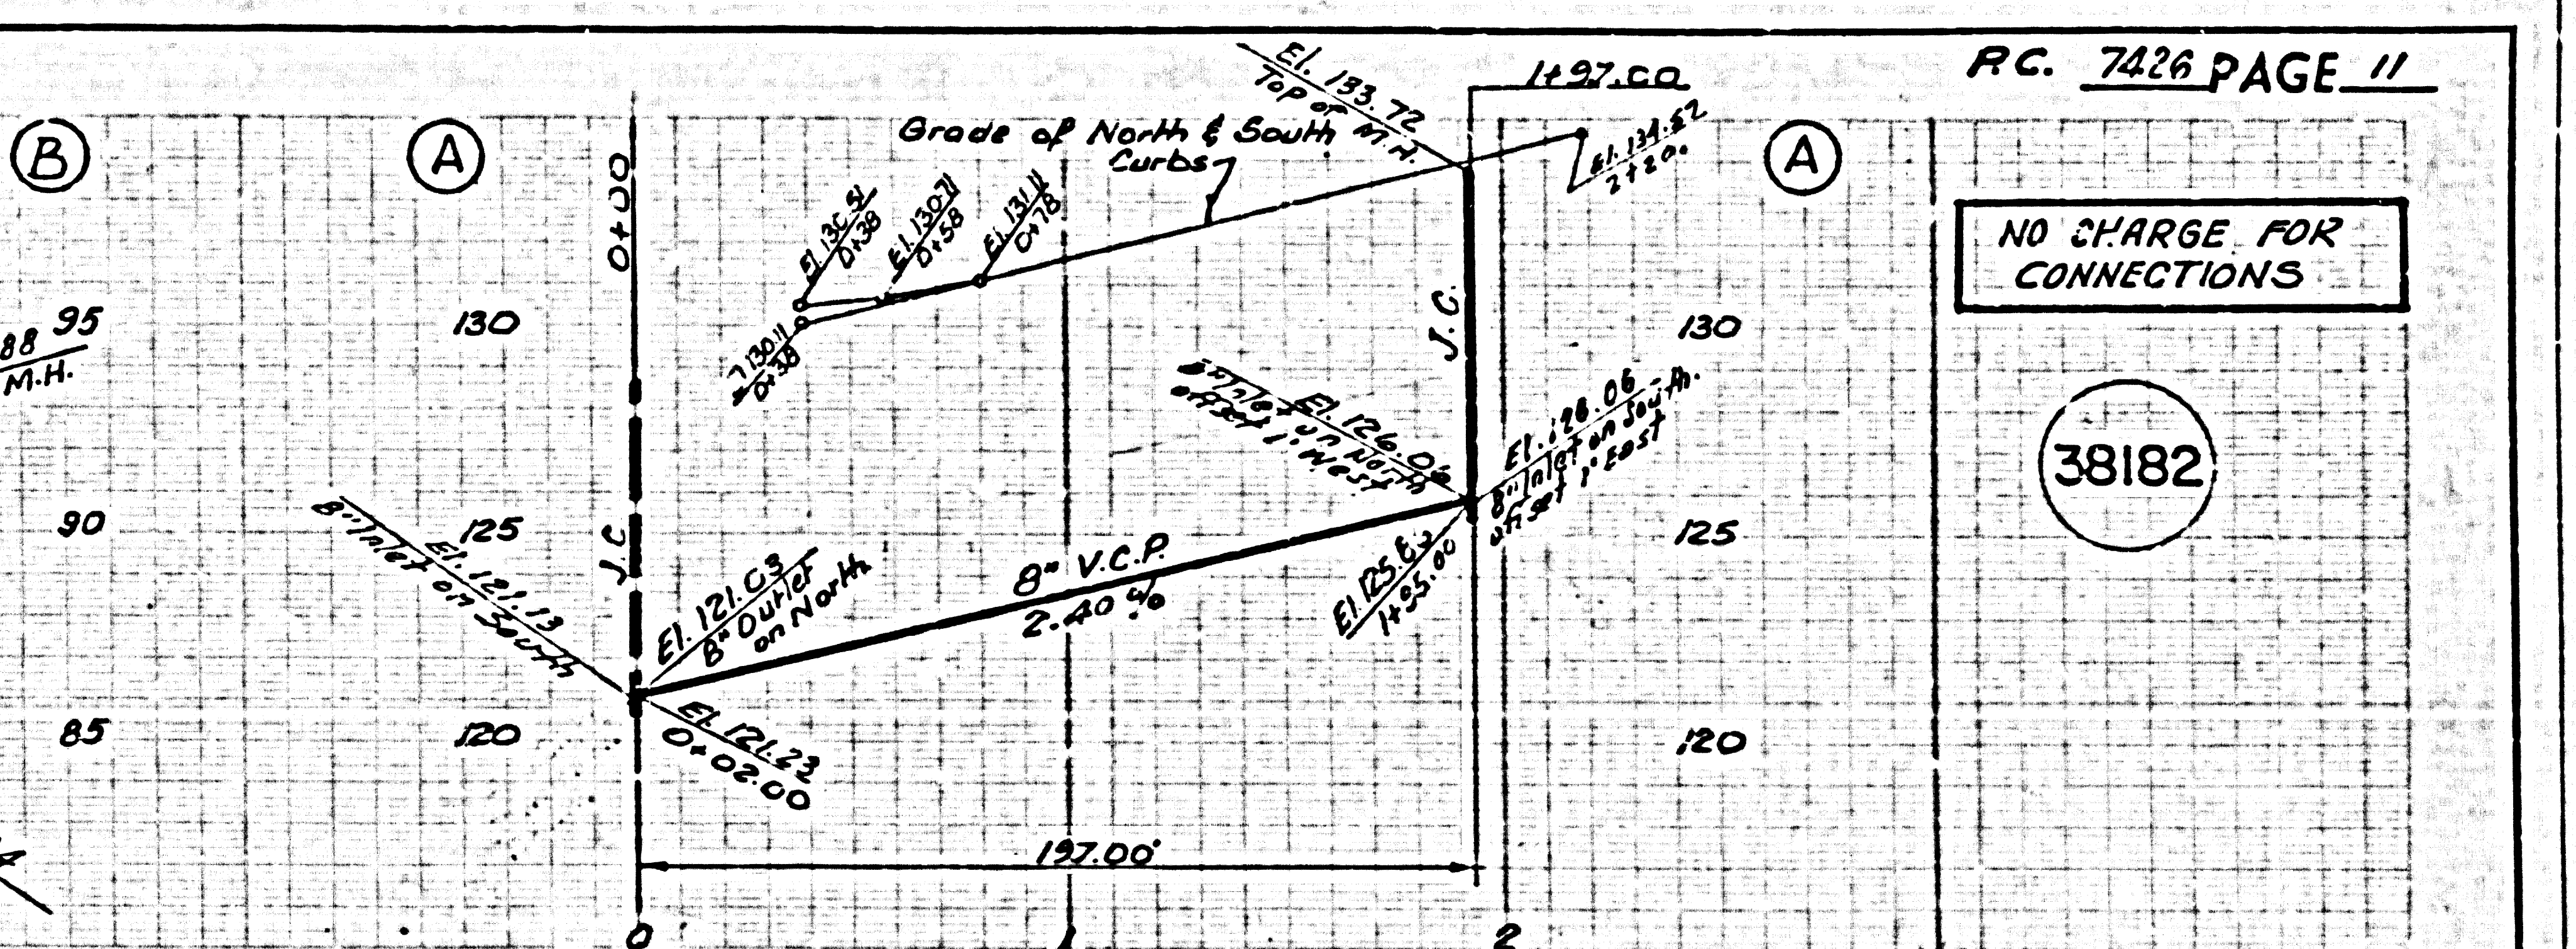 P.C. 7426 PAGE 11
B
A
0+00
El. 133.72
Top of M.H.
1+97.00
Grade of North & South
Curbs
El. 134.52
2+20.
A
El. 130.51
0+38
El. 130.71
0+58
El. 131.11
0+78
NO CHARGE FOR
CONNECTIONS
95
88
M.H.
130
130.11
0+38
J.C.
130
38182
El. 126.06
Inlet on North
offset 1' West
El. 126.06
8" Inlet on South
offset 1' East
90
125
J.C
El. 121.13
8" Inlet on South
El. 121.03
8" Outlet
on North
8" V.C.P.
2.40 %
El. 125.
1+95.00
125
85
120
El. 121.23
0+02.00
120
197.00'
0
1
2